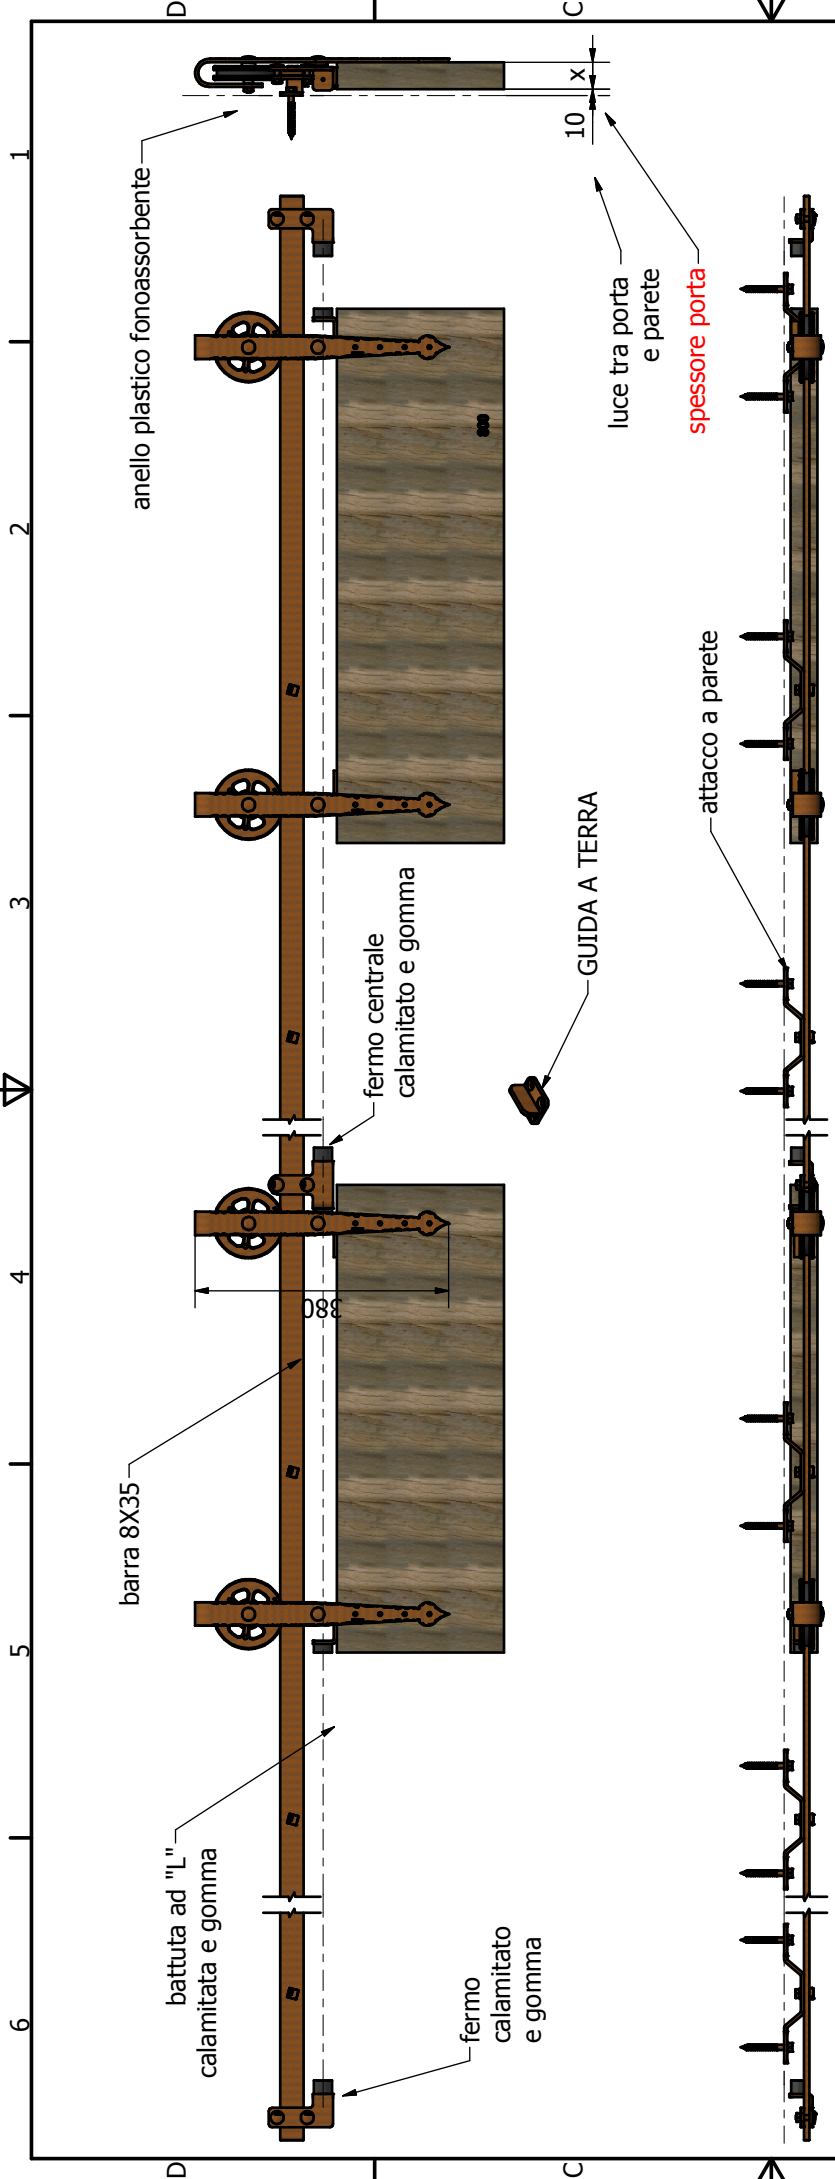 D
C
1
2
3
4
5
6
D
C
anello plastico fonoassorbente
x
10
luce tra porta
e parete
spessore porta
attacco a parete
GUIDA A TERRA
fermo centrale
calamitato e gomma
380
barra 8X35
battuta ad "L"
calamitata e gomma
fermo
calamitato
e gomma